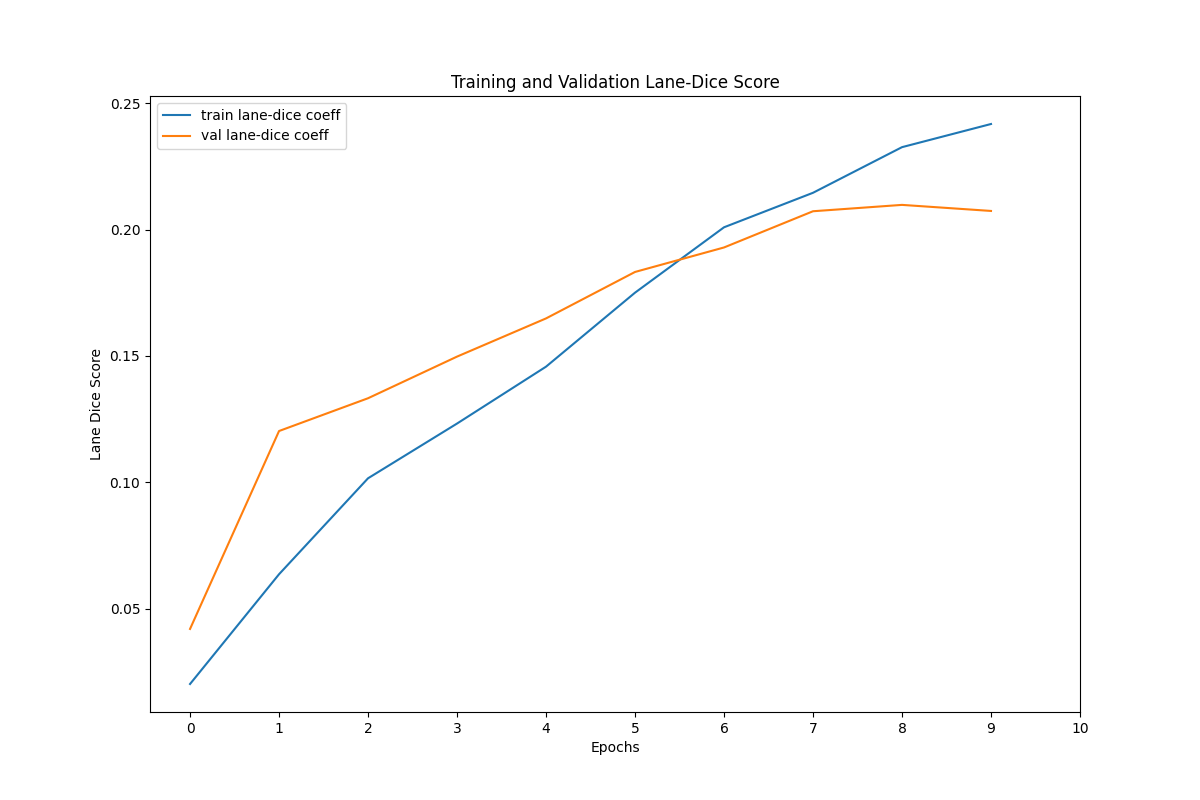 Training and Validation Lane-Dice Score
train lane-dice coeff
val lane-dice coeff
0.25
0.20
0.15
0.10
0.05
Lane Dice Score
0 1 2 3 4 5 6 7 8 9 10
Epochs